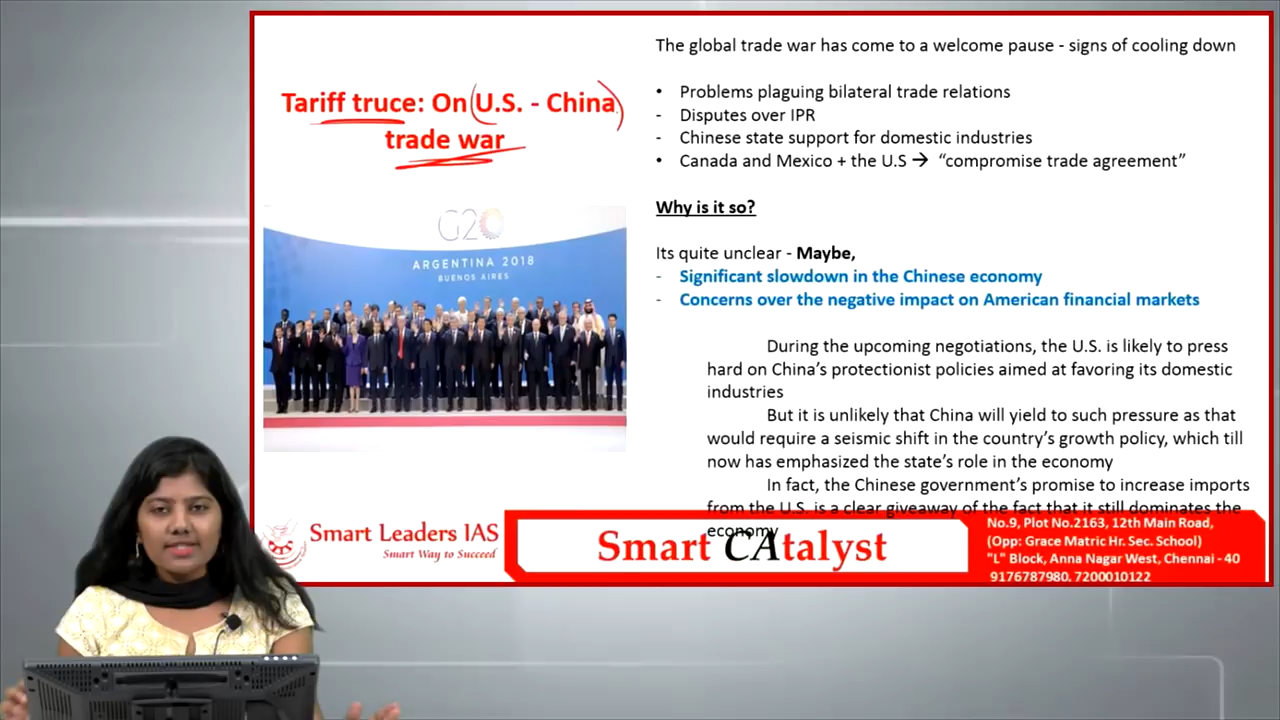 The global trade war has come to a welcome pause - signs of cooling down
Tariff truce: On U.S. - China
trade war
• Problems plaguing bilateral trade relations
- Disputes over IPR
- Chinese state support for domestic industries
• Canada and Mexico + the U.S → “compromise trade agreement”
Why is it so?
Its quite unclear - Maybe,
- Significant slowdown in the Chinese economy
- Concerns over the negative impact on American financial markets
During the upcoming negotiations, the U.S. is likely to press
hard on China’s protectionist policies aimed at favoring its domestic
industries
But it is unlikely that China will yield to such pressure as that
would require a seismic shift in the country’s growth policy, which till
now has emphasized the state’s role in the economy
In fact, the Chinese government’s promise to increase imports
from the U.S. is a clear giveaway of the fact that it still dominates the
economy
G20
ARGENTINA 2018
BUENOS AIRES
Smart Leaders IAS
Smart Way to Succeed
Smart CAtalyst
No.9, Plot No.2163, 12th Main Road,
(Opp: Grace Matric Hr. Sec. School)
"L" Block, Anna Nagar West, Chennai - 40
9176787980, 7200010122